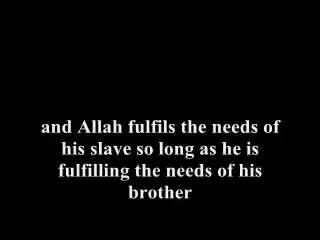 and Allah fulfils the needs of
his slave so long as he is
fulfilling the needs of his
brother